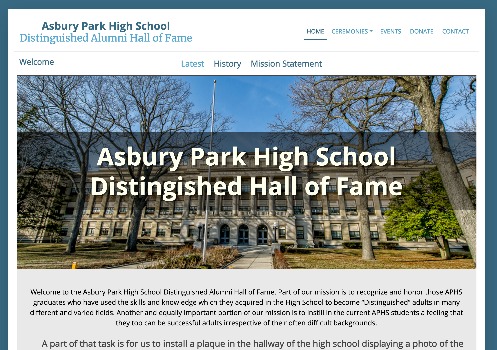 Asbury Park High School
Distinguished Alumni Hall of Fame
HOME CEREMONIES EVENTS DONATE CONTACT
Welcome
Latest History Mission Statement
Asbury Park High School
Distingished Hall of Fame
Welcome to the Asbury Park High School Distinguished Alumni Hall of Fame. Part of our mission is to recognize and honor those APHS
graduates who have used the skills and knowledge which they acquired in the High School to become "Distinguished" adults in many
different and varied fields. Another and equally important portion of our mission is to instill in the current APHS students a feeling that
they too can be successful adults irrespective of their often difficult backgrounds.
A part of that task is for us to install a plaque in the hallway of the high school displaying a photo of the